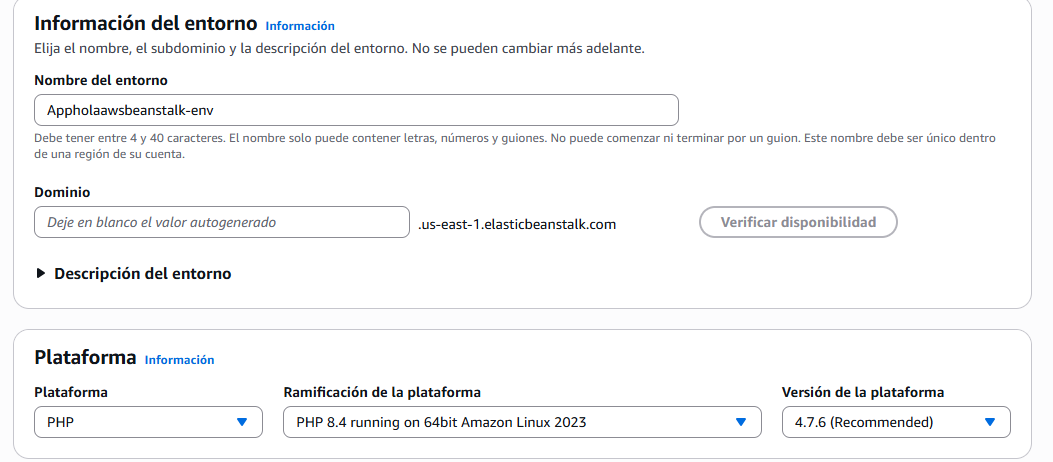 Información del entorno Información
Elija el nombre, el subdominio y la descripción del entorno. No se pueden cambiar más adelante.
Nombre del entorno
Appholaawsbeanstalk-env
Debe tener entre 4 y 40 caracteres. El nombre solo puede contener letras, números y guiones. No puede comenzar ni terminar por un guion. Este nombre debe ser único dentro
de una región de su cuenta.
Dominio
Deje en blanco el valor autogenerado .us-east-1.elasticbeanstalk.com Verificar disponibilidad
Descripción del entorno
Plataforma Información
Plataforma Ramificación de la plataforma Versión de la plataforma
PHP PHP 8.4 running on 64bit Amazon Linux 2023 4.7.6 (Recommended)